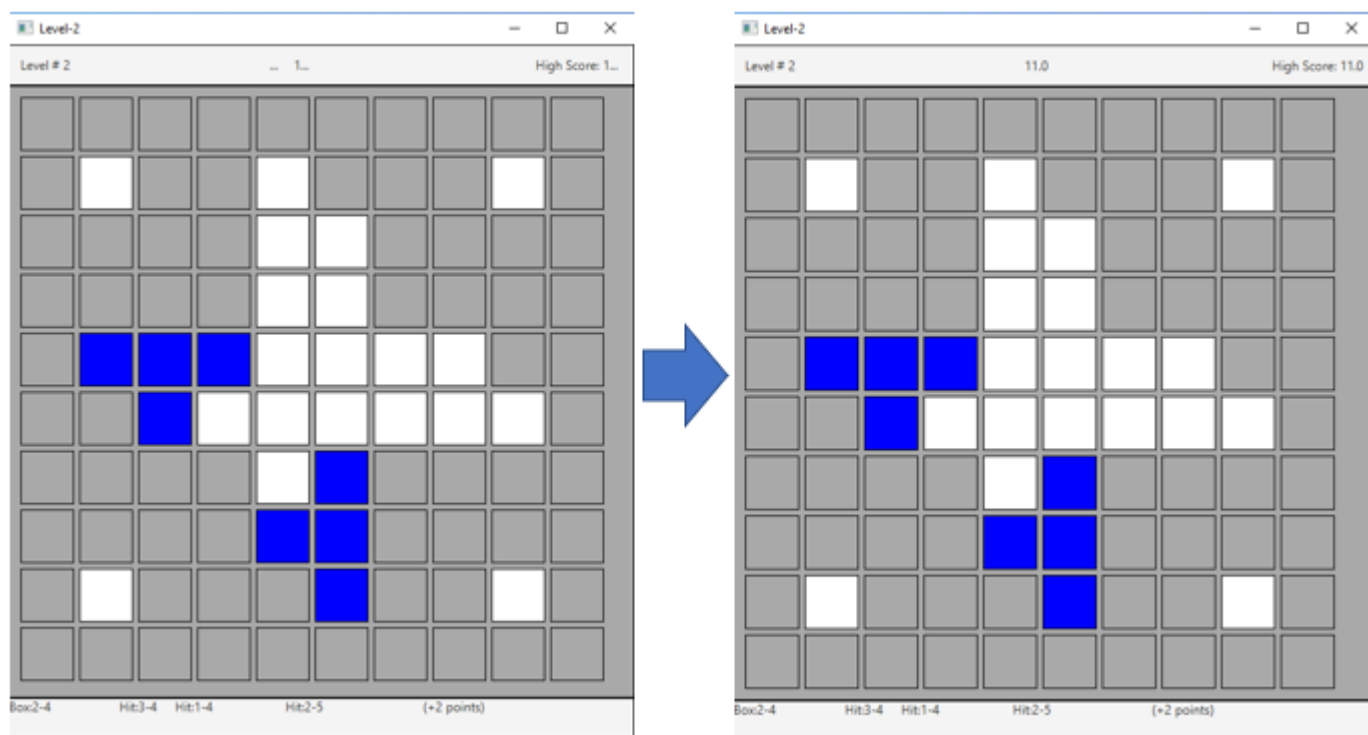 Level-2
Level # 2 ... 1... High Score: 1...
Box:2-4 Hit:3-4 Hit:1-4 Hit:2-5 (+2 points)
Level-2
Level # 2 11.0 High Score: 11.0
Box:2-4 Hit:3-4 Hit:1-4 Hit:2-5 (+2 points)